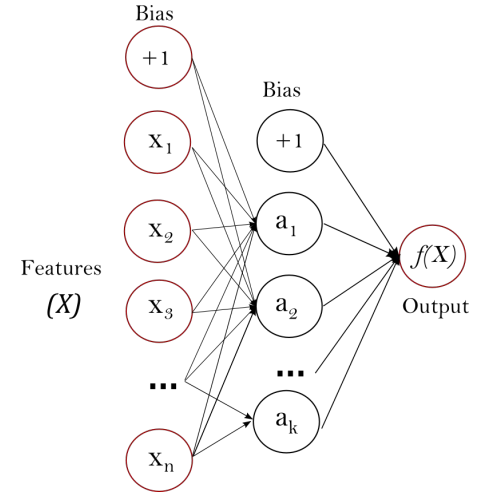 Bias
+1
Bias
x₁
+1
x₂
a₁
Features
(X)
f(X)
x₃
a₂
Output
...
...
aₖ
xₙ